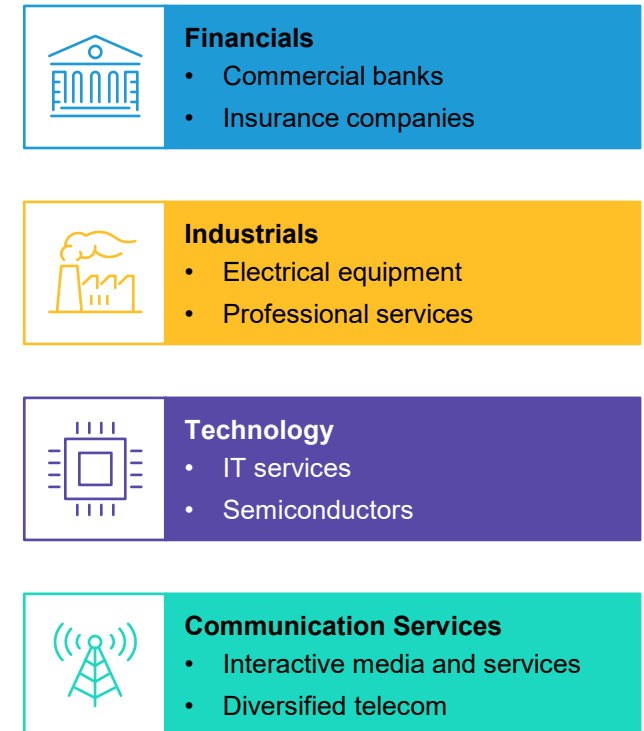 Financials
• Commercial banks
• Insurance companies
Industrials
• Electrical equipment
• Professional services
Technology
• IT services
• Semiconductors
Communication Services
• Interactive media and services
• Diversified telecom